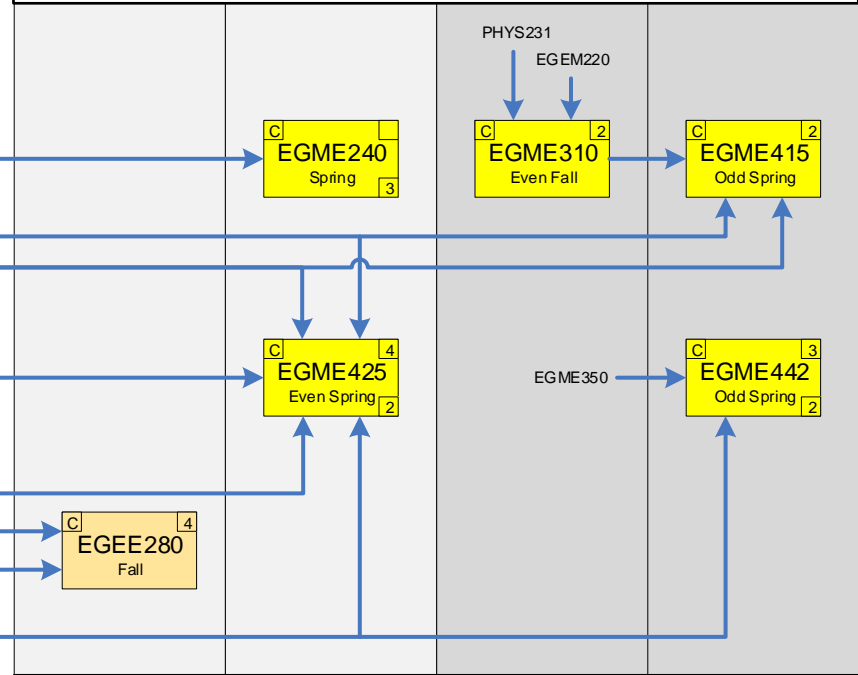 PHYS231
EGEM220
C
EGME240
Spring
3
C 2
EGME310
Even Fall
C 2
EGME415
Odd Spring
C 4
EGME425
Even Spring
2
EGME350
C 3
EGME442
Odd Spring
2
C 4
EGEE280
Fall